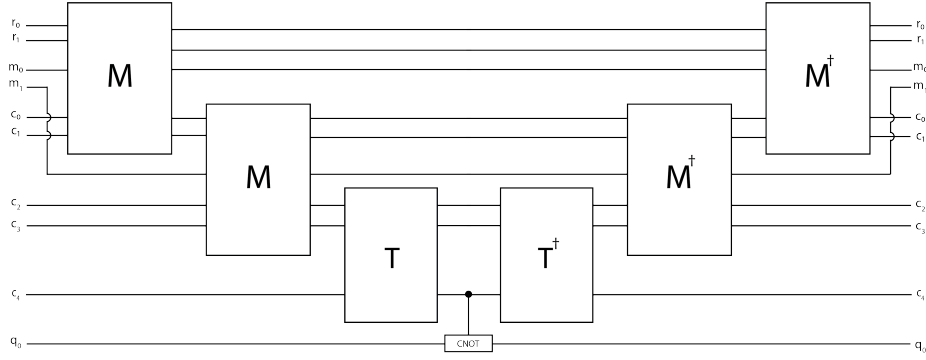 r₀ r₀
r₁ M M† r₁
m₀ m₀
m₁ m₁
c₀ c₀
c₁ M M† c₁
c₂ c₂
c₃ T T† c₃
c₄ c₄
q₀ CNOT q₀